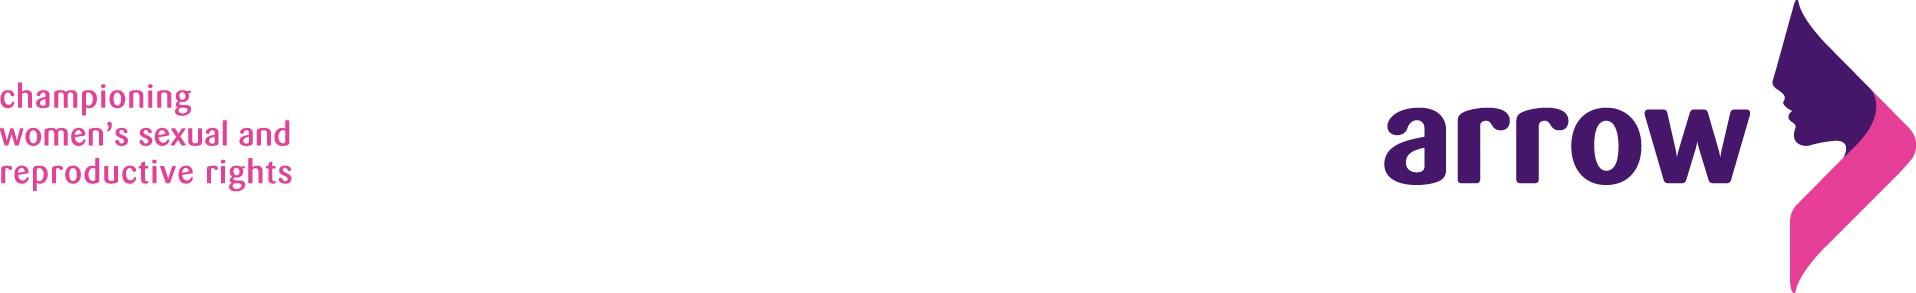 championing
women's sexual and
reproductive rights
arrow